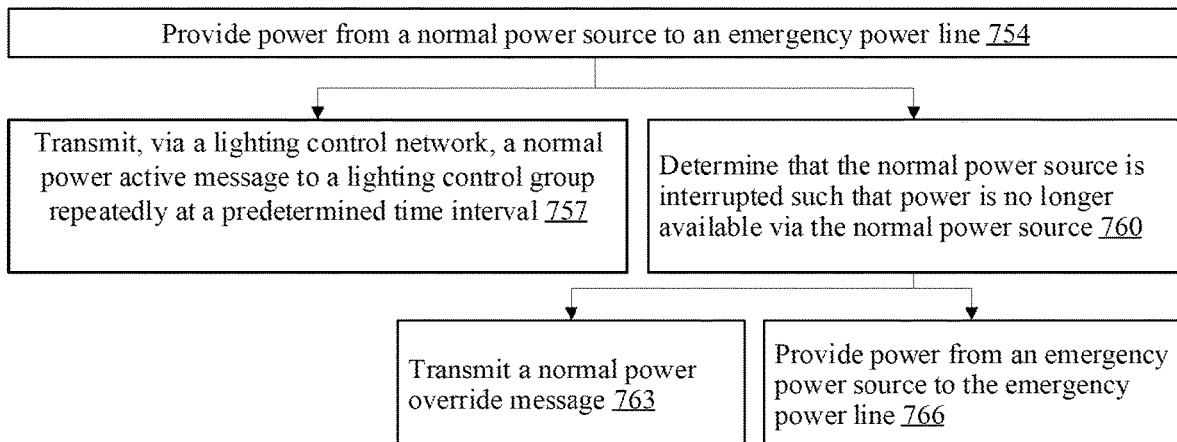 Provide power from a normal power source to an emergency power line 754
Transmit, via a lighting control network, a normal
power active message to a lighting control group
repeatedly at a predetermined time interval 757
Determine that the normal power source is
interrupted such that power is no longer
available via the normal power source 760
Transmit a normal power
override message 763
Provide power from an emergency
power source to the emergency
power line 766